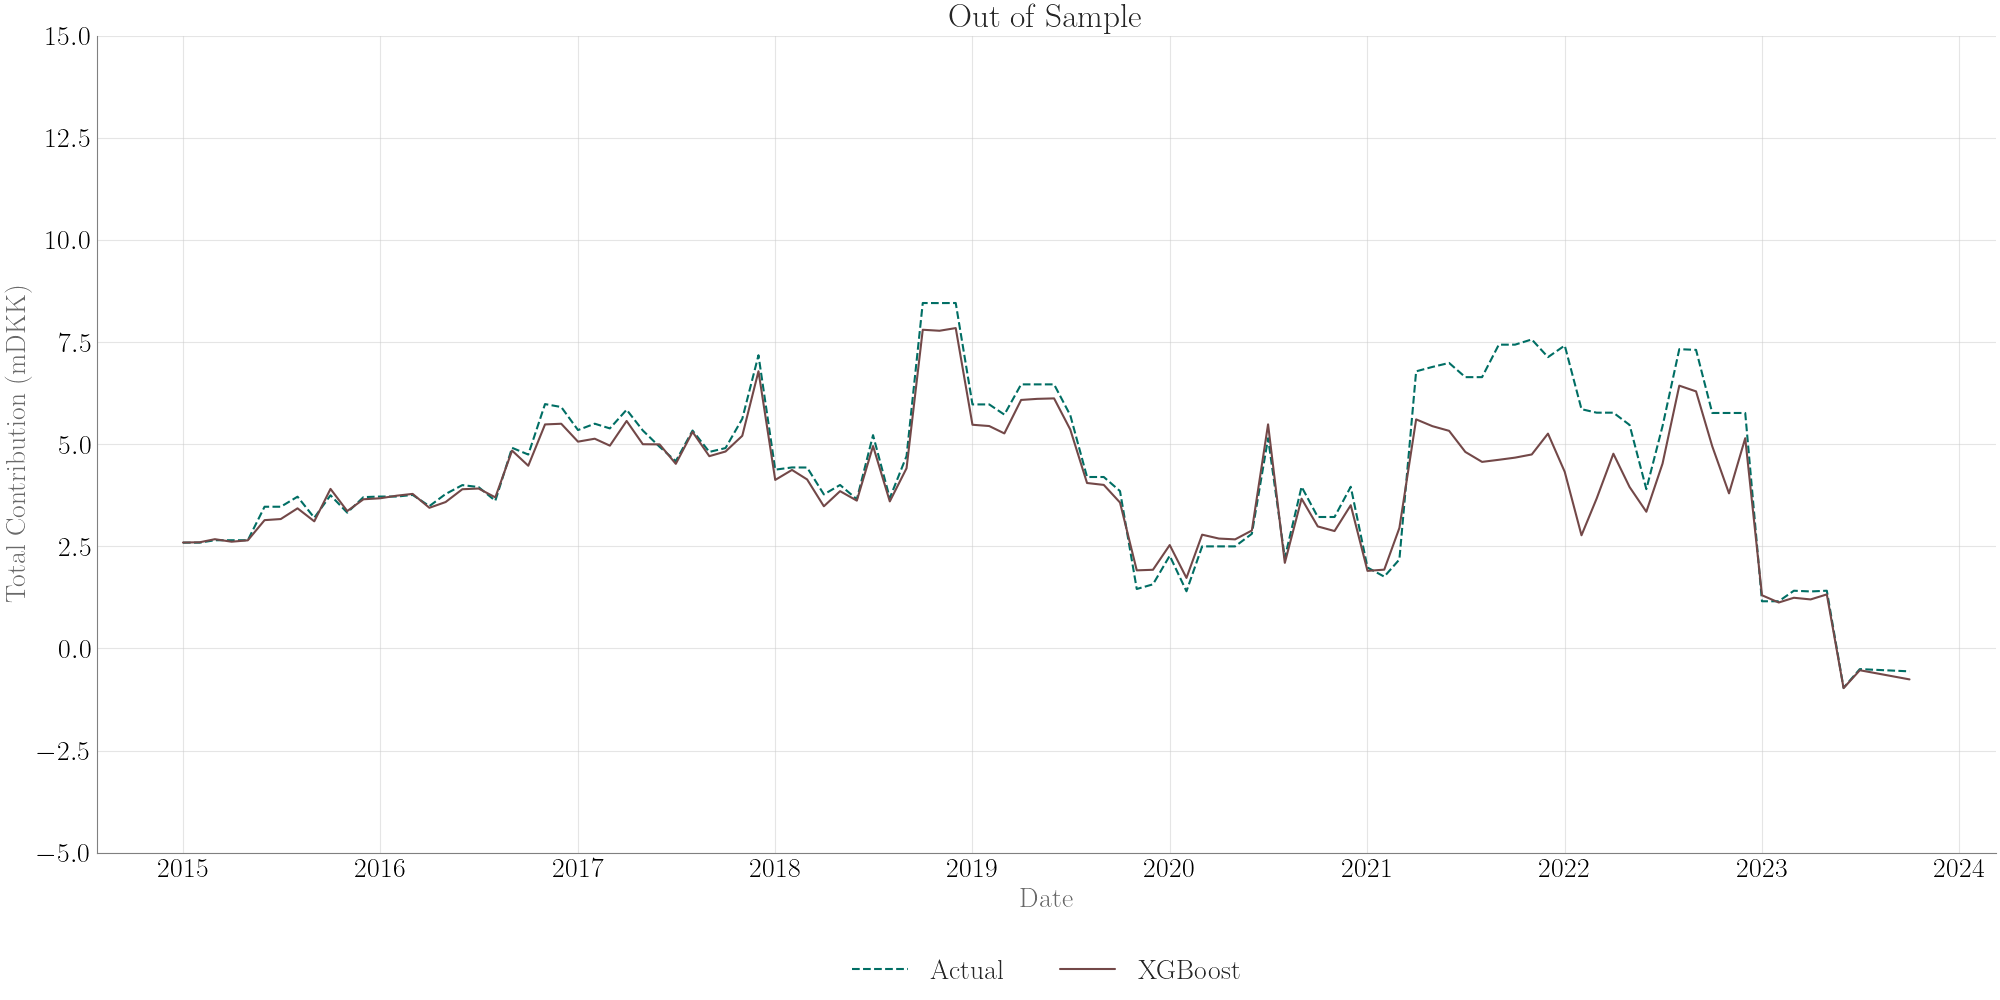 Out of Sample
15.0
12.5
10.0
7.5
5.0
2.5
0.0
−2.5
−5.0
Total Contribution (mDKK)
2015 2016 2017 2018 2019 2020 2021 2022 2023 2024
Date
Actual XGBoost